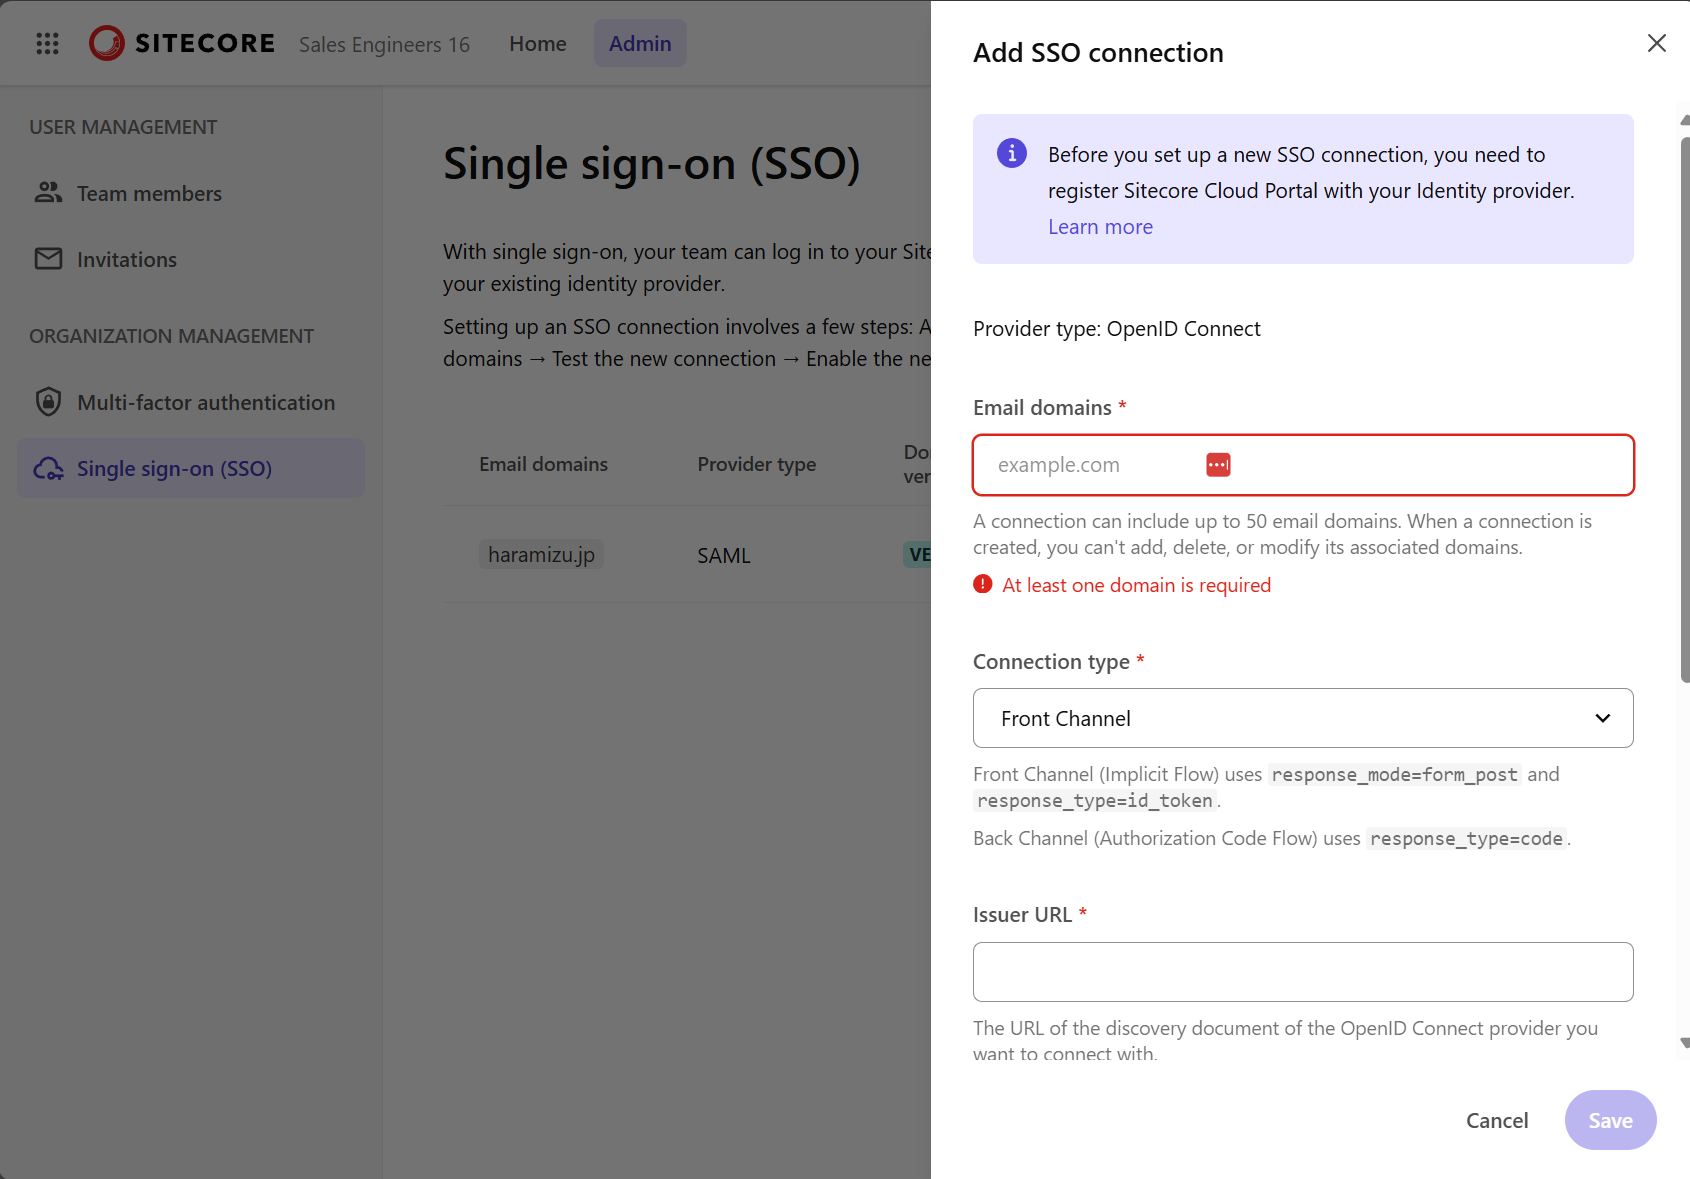 SITECORE
Sales Engineers 16
Home
Admin
USER MANAGEMENT
Team members
Invitations
ORGANIZATION MANAGEMENT
Multi-factor authentication
Single sign-on (SSO)
Single sign-on (SSO)
With single sign-on, your team can log in to your Site
your existing identity provider.
Setting up an SSO connection involves a few steps: A
domains → Test the new connection → Enable the ne
Email domains
Provider type
Do
ver
haramizu.jp
SAML
VE
Add SSO connection
Before you set up a new SSO connection, you need to
register Sitecore Cloud Portal with your Identity provider.
Learn more
Provider type: OpenID Connect
Email domains *
example.com
A connection can include up to 50 email domains. When a connection is
created, you can't add, delete, or modify its associated domains.
At least one domain is required
Connection type *
Front Channel
Front Channel (Implicit Flow) uses response_mode=form_post and
response_type=id_token.
Back Channel (Authorization Code Flow) uses response_type=code.
Issuer URL *
The URL of the discovery document of the OpenID Connect provider you
want to connect with.
Cancel
Save